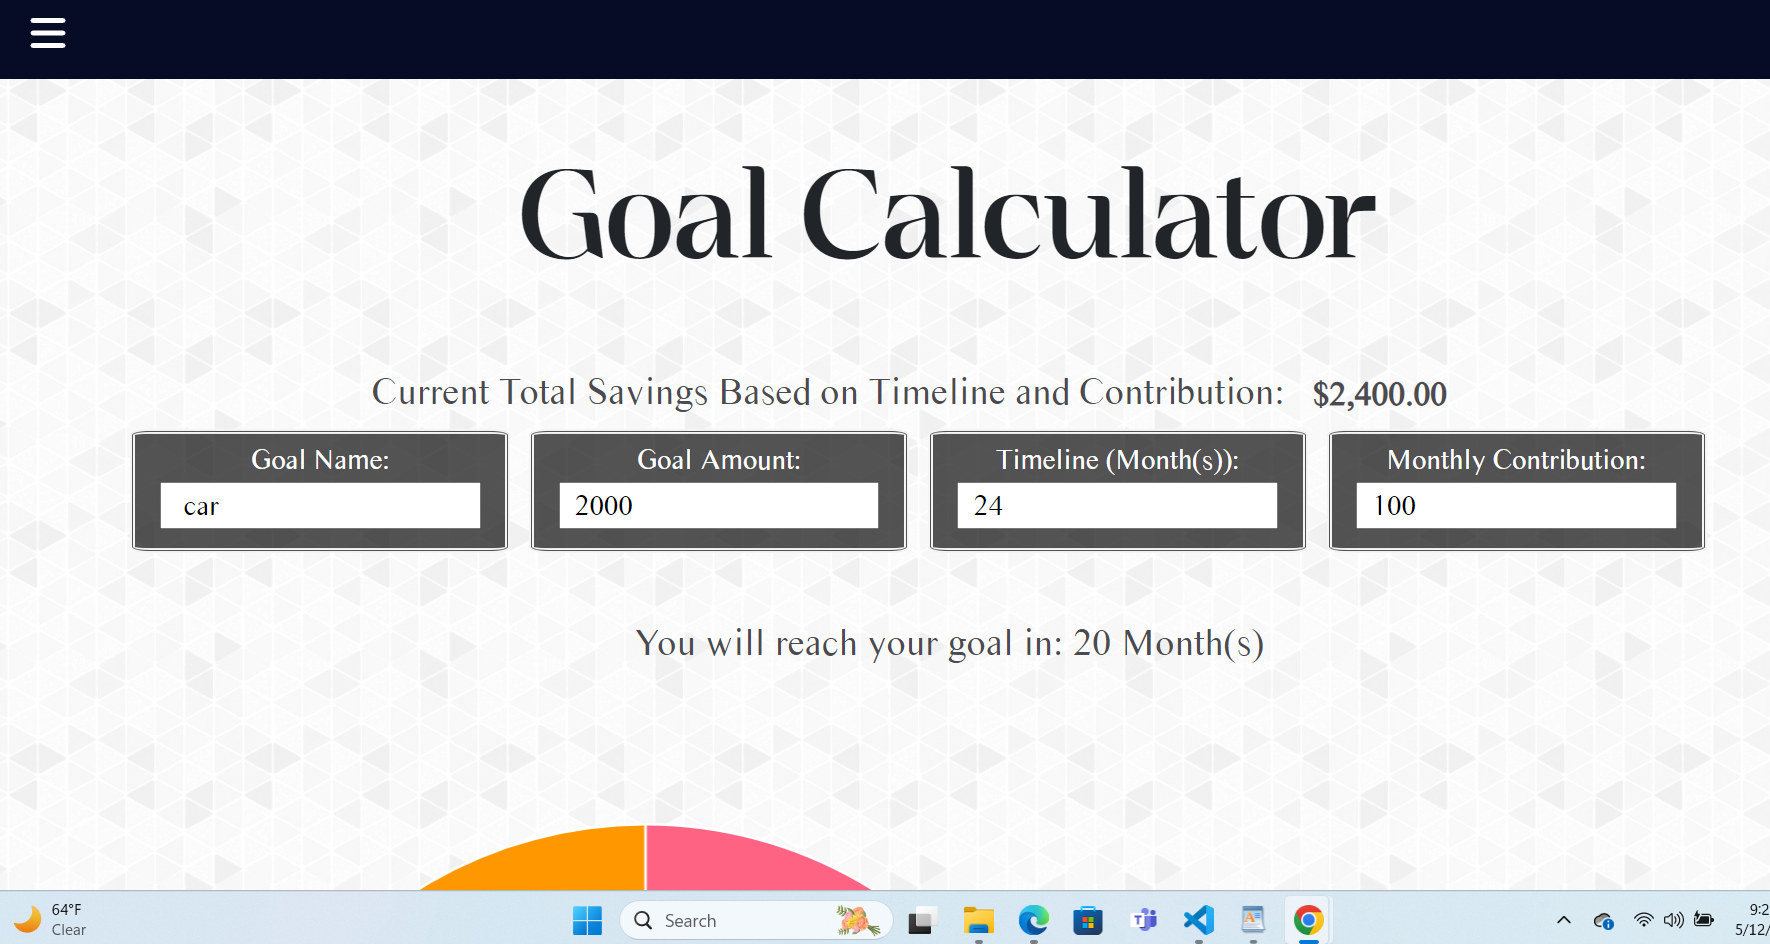 Goal Calculator
Current Total Savings Based on Timeline and Contribution: $2,400.00
Goal Name:
car
Goal Amount:
2000
Timeline (Month(s)):
24
Monthly Contribution:
100
You will reach your goal in: 20 Month(s)
64°F
Clear
Search
9:2
5/12/